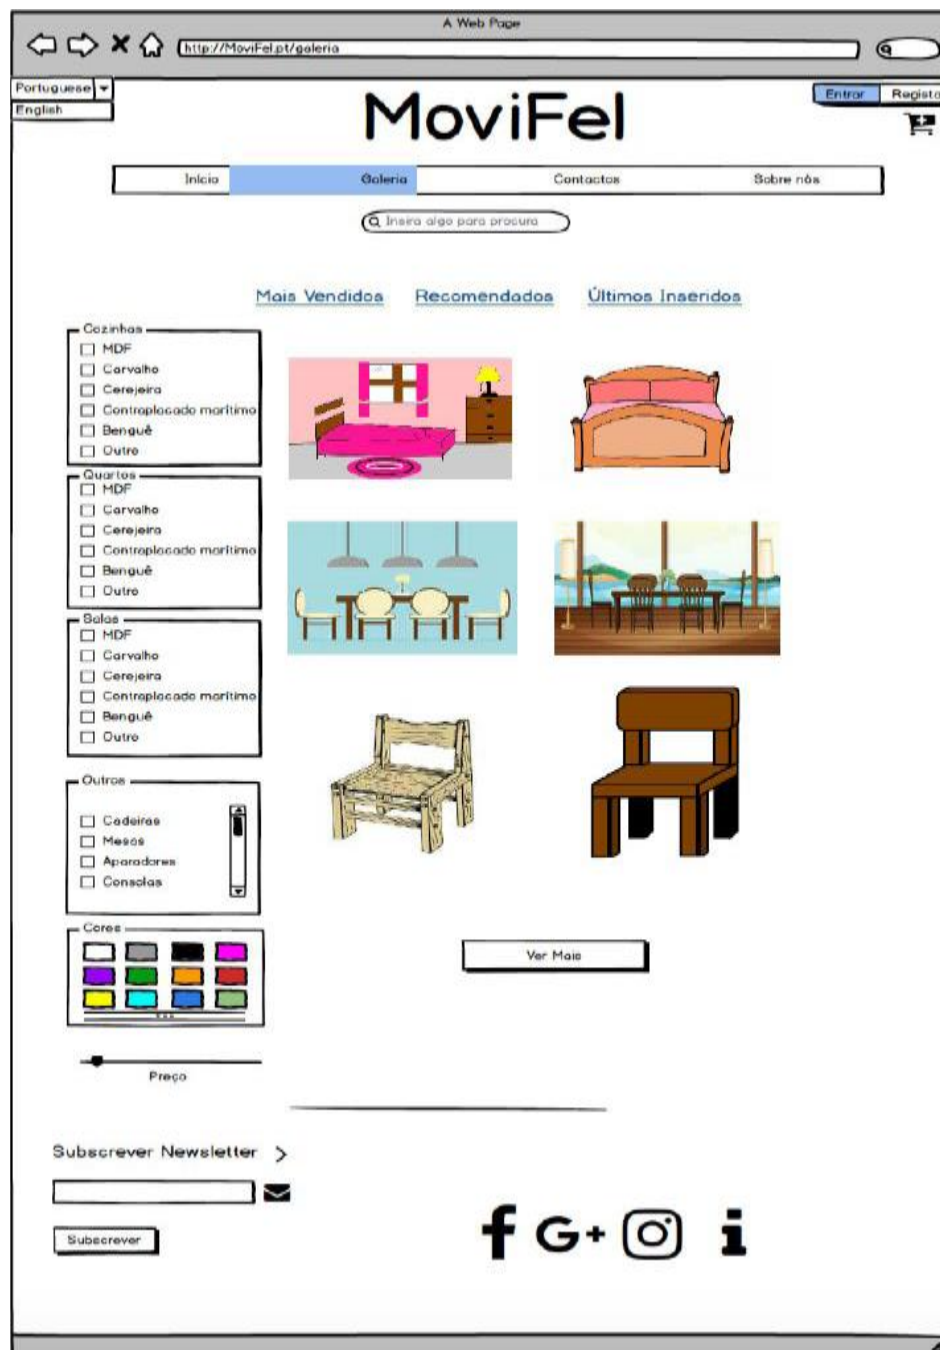 A Web Page
http://MoviFel.pt/galeria
Portuguese
English
Entrar Registo
MoviFel
Início Galeria Contactos Sobre nós
Insira algo para procura
Mais Vendidos Recomendados Últimos Inseridos
Cozinhas
MDF
Carvalho
Cerejeira
Contraplacado marítimo
Benguê
Outro
Quartos
MDF
Carvalho
Cerejeira
Contraplacado marítimo
Benguê
Outro
Salas
MDF
Carvalho
Cerejeira
Contraplacado marítimo
Benguê
Outro
Outros
Cadeiras
Mesas
Aparadores
Consolas
Cores
Ver Mais
Preço
Subscrever Newsletter >
Subscrever
f G+ i